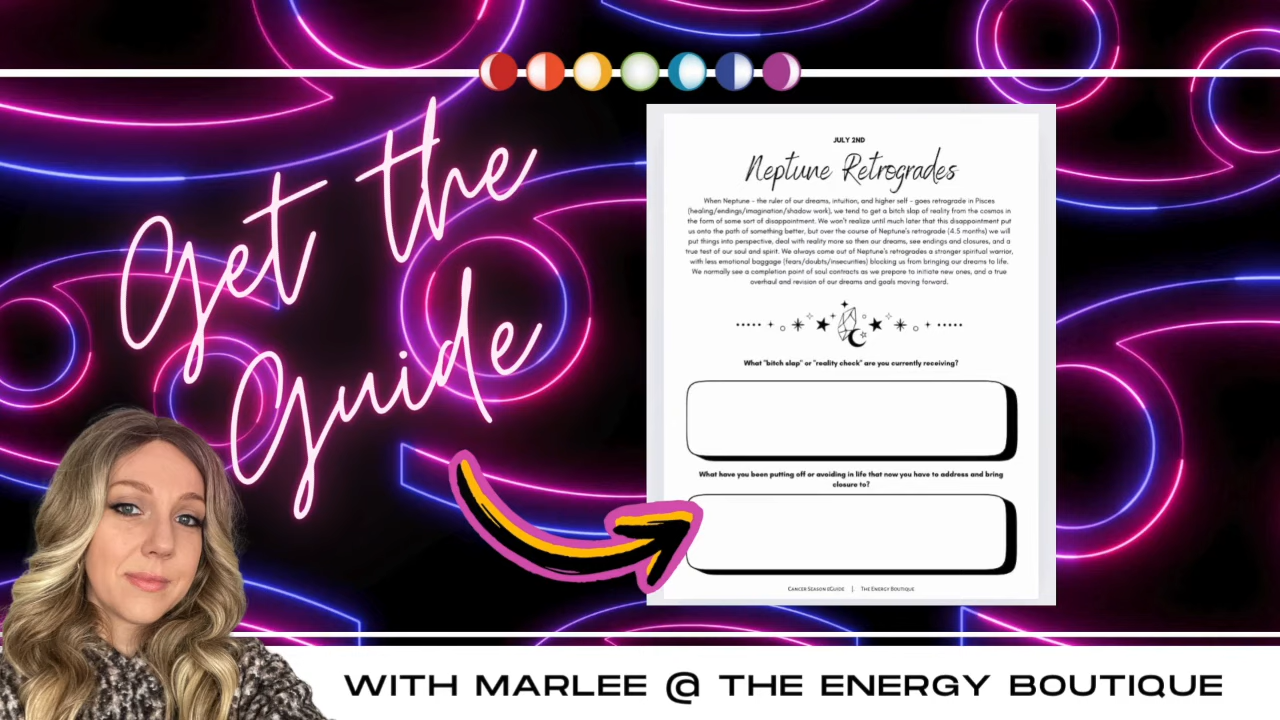 Get the
Guide
JULY 2ND
Neptune Retrogrades
When Neptune - the ruler of our dreams, intuition, and higher self - goes retrograde in Pisces
(healing/endings/imagination/shadow work), we tend to get a bitch slap of reality from the cosmos in
the form of some sort of disappointment. We won't realize until much later that this disappointment put
us onto the path of something better, but over the course of Neptune's retrograde (4.5 months) we will
put things into perspective, deal with reality more so then our dreams, see endings and closures, and a
true test of our soul and spirit. We always come out of Neptune's retrogrades a stronger spiritual warrior,
with less emotional baggage (fears/doubts/insecurities) blocking us from bringing our dreams to life.
We normally see a completion point of soul contracts as we prepare to initiate new ones, and a true
overhaul and revision of our dreams and goals moving forward.
What "bitch slap" or "reality check" are you currently receiving?
What have you been putting off or avoiding in life that now you have to address and bring
closure to?
Cancer Season eGuide | The Energy Boutique
WITH MARLEE @ THE ENERGY BOUTIQUE